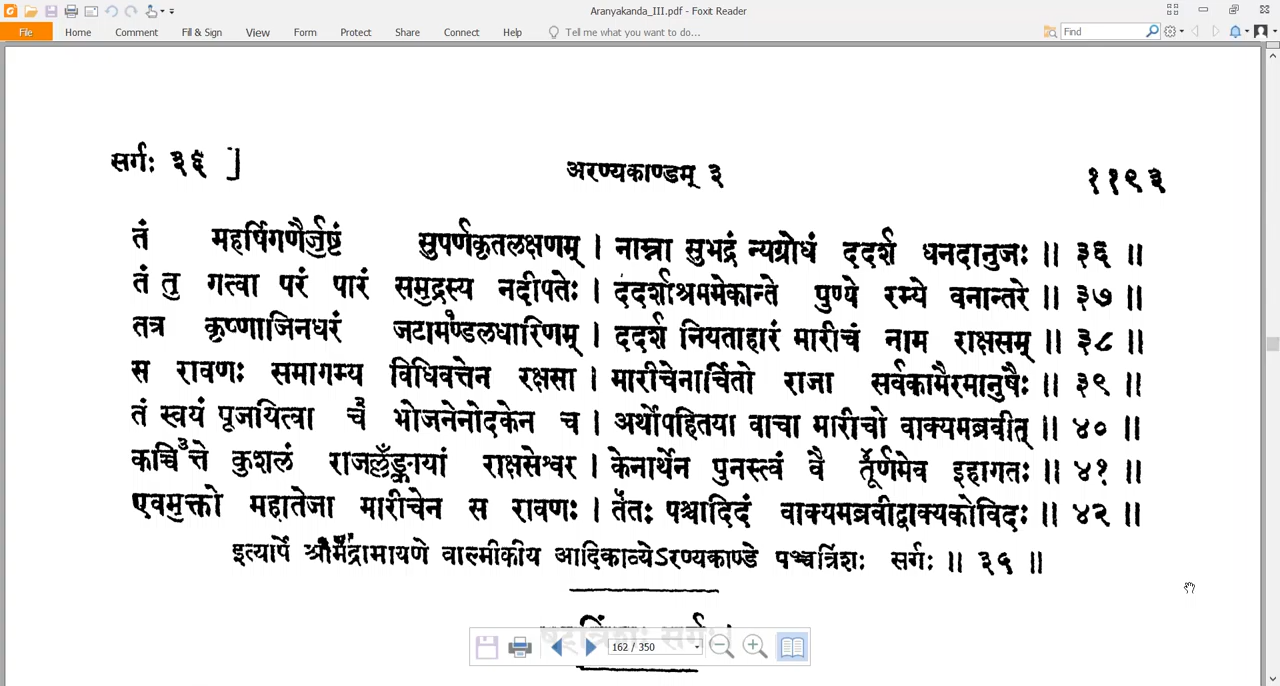 Aranyakanda_III.pdf - Foxit Reader
File Home Comment Fill & Sign View Form Protect Share Connect Help Tell me what you want to do... Find
सर्गः ३६ ] अरण्यकाण्डम् ३ ११९३
तं महर्षिगणैर्जुष्टं सुपर्णकृतलक्षणम् । नाम्ना सुभद्रं न्यग्रोधं ददर्श धनदानुजः ॥ ३६ ॥
तं तु गत्वा परं पारं समुद्रस्य नदीपतेः । ददर्शाश्रममेकान्ते पुण्ये रम्ये वनान्तरे ॥ ३७ ॥
तत्र कृष्णाजिनधरं जटामण्डलधारिणम् । ददर्श नियताहारं मारीचं नाम राक्षसम् ॥ ३८ ॥
स रावणः समागम्य विधिवत्तेन रक्षसा । मारीचेनार्चितो राजा सर्वकामैरमानुषैः ॥ ३९ ॥
तं स्वयं पूजयित्वा च भोजनेनोदकेन च । अर्थोपहितया वाचा मारीचो वाक्यमब्रवीत् ॥ ४० ॥
कच्चित्ते कुशलं राजल्ँलङ्कायां राक्षसेश्वर । केनार्थेन पुनस्त्वं वै तूर्णमेव इहागतः ॥ ४१ ॥
एवमुक्तो महातेजा मारीचेन स रावणः । ततः पश्चादिदं वाक्यमब्रवीद्वाक्यकोविदः ॥ ४२ ॥
इत्यार्षे श्रीमद्रामायणे वाल्मीकीय आदिकाव्येऽरण्यकाण्डे पञ्चत्रिंशः सर्गः ॥ ३५ ॥
162 / 350